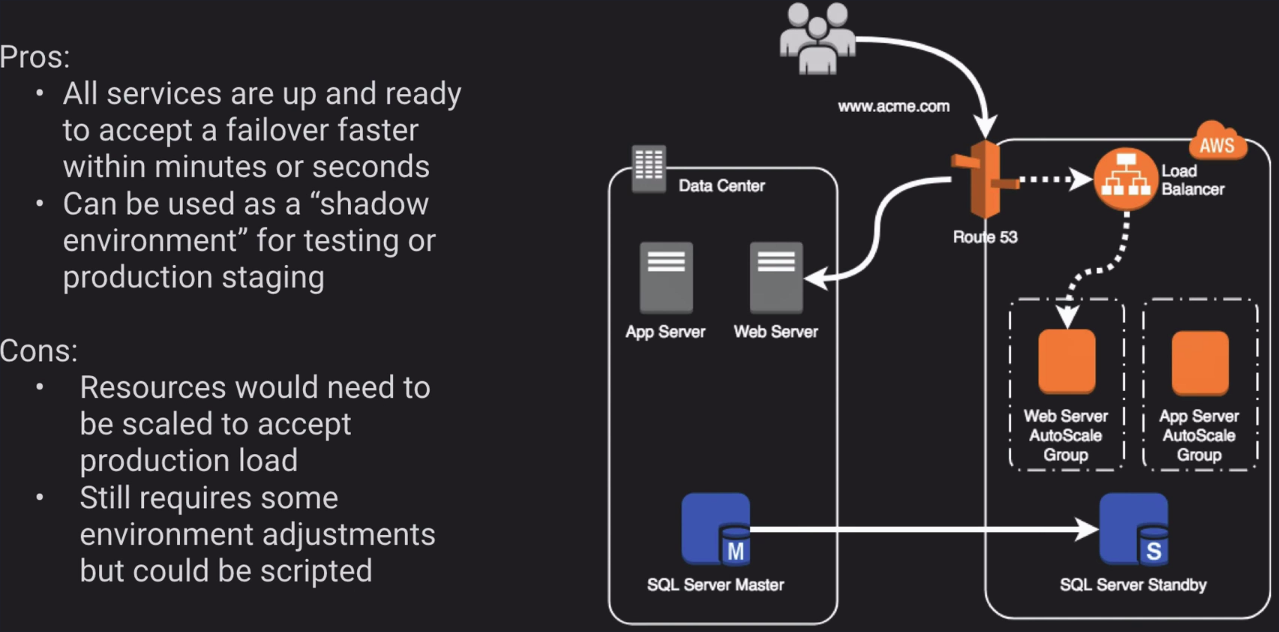 Pros:
• All services are up and ready
to accept a failover faster
within minutes or seconds
• Can be used as a “shadow
environment” for testing or
production staging
Cons:
• Resources would need to
be scaled to accept
production load
• Still requires some
environment adjustments
but could be scripted
www.acme.com
AWS
Data Center
Load
Balancer
Route 53
App Server
Web Server
Web Server
AutoScale
Group
App Server
AutoScale
Group
M
SQL Server Master
S
SQL Server Standby